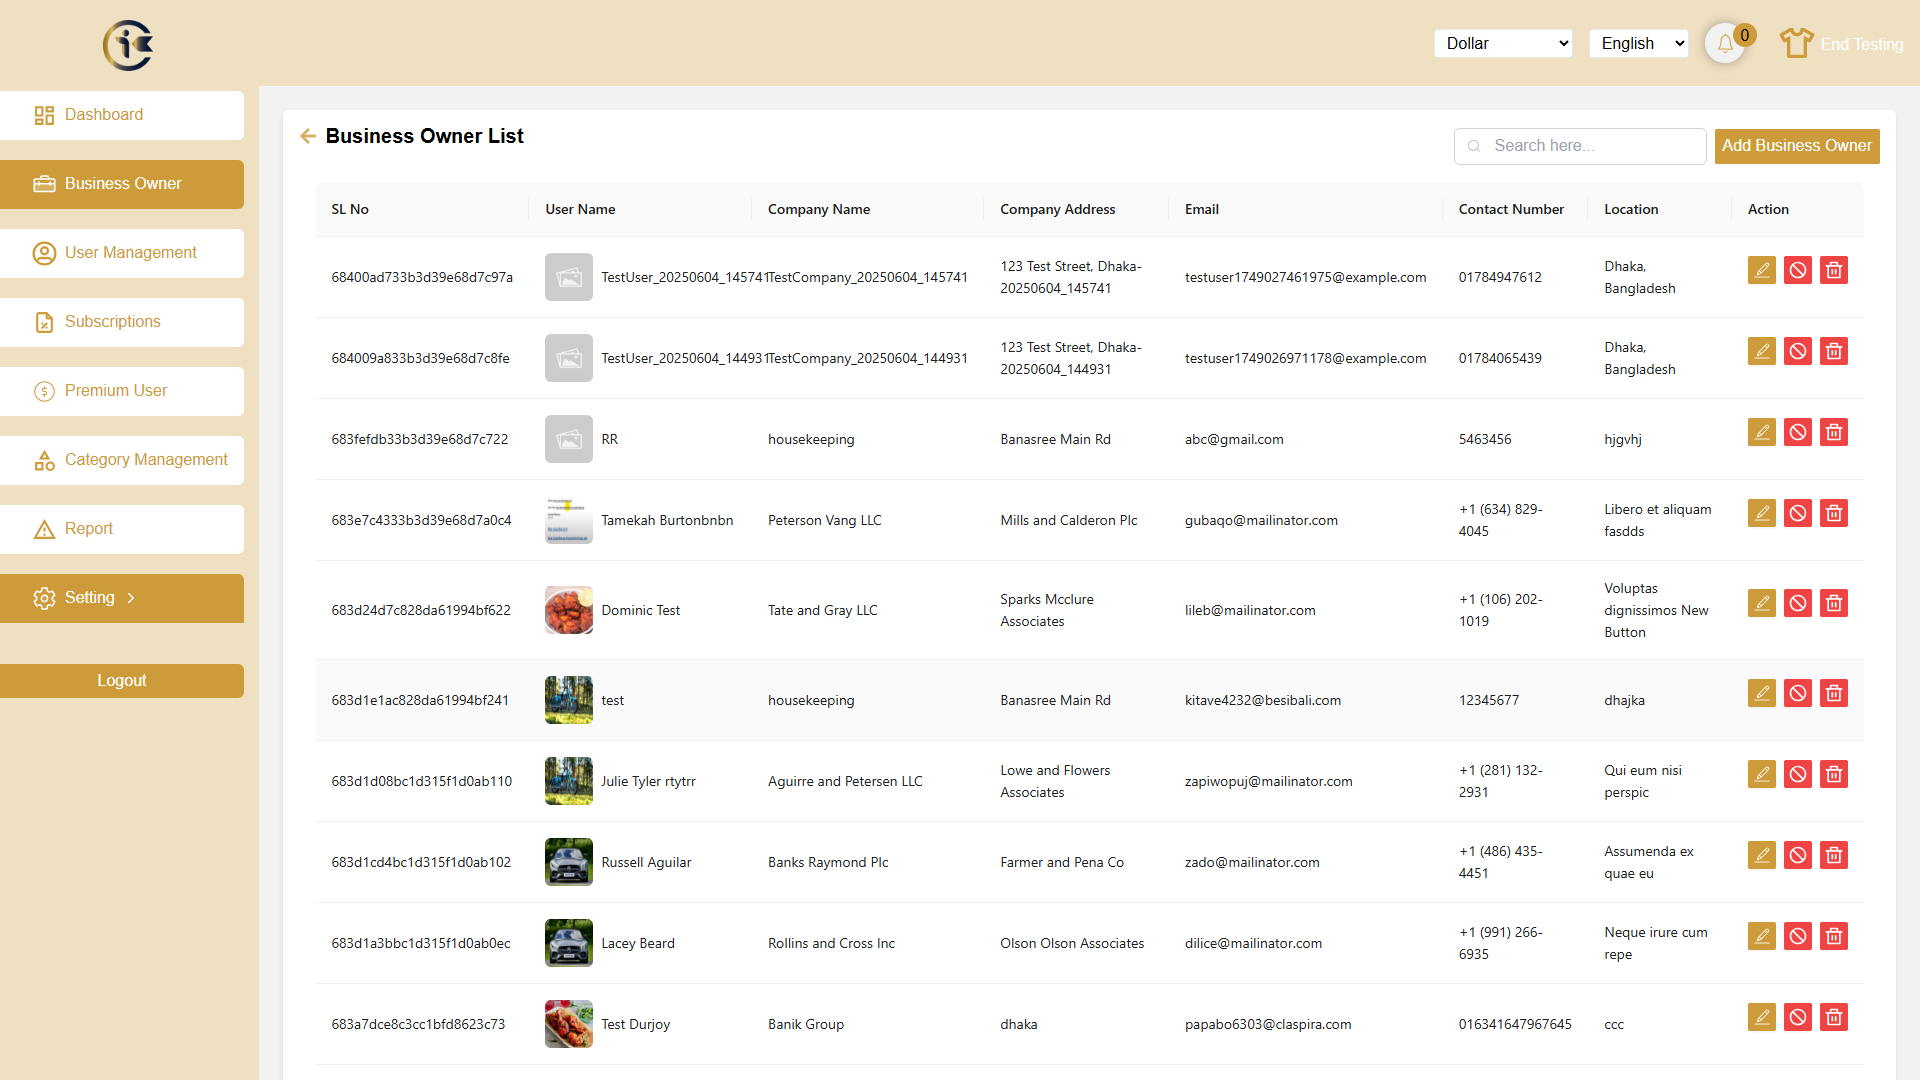 Dollar
English
0
End Testing
Dashboard
Business Owner
User Management
Subscriptions
Premium User
Category Management
Report
Setting
Logout
Business Owner List
Search here...
Add Business Owner
SL No User Name Company Name Company Address Email Contact Number Location Action
68400ad733b3d39e68d7c97a TestUser_20250604_145741 TestCompany_20250604_145741 123 Test Street, Dhaka- testuser1749027461975@example.com 01784947612 Dhaka,
20250604_145741 Bangladesh
684009a833b3d39e68d7c8fe TestUser_20250604_144931 TestCompany_20250604_144931 123 Test Street, Dhaka- testuser1749026971178@example.com 01784065439 Dhaka,
20250604_144931 Bangladesh
683fefdb33b3d39e68d7c722 RR housekeeping Banasree Main Rd abc@gmail.com 5463456 hjgvhj
683e7c4333b3d39e68d7a0c4 Tamekah Burtonbnbn Peterson Vang LLC Mills and Calderon Plc gubaqo@mailinator.com +1 (634) 829- Libero et aliquam
4045 fasdds
683d24d7c828da61994bf622 Dominic Test Tate and Gray LLC Sparks Mcclure lileb@mailinator.com +1 (106) 202- Voluptas
Associates 1019 dignissimos New
Button
683d1e1ac828da61994bf241 test housekeeping Banasree Main Rd kitave4232@besibali.com 12345677 dhajka
683d1d08bc1d315f1d0ab110 Julie Tyler rtytrr Aguirre and Petersen LLC Lowe and Flowers zapiwopuj@mailinator.com +1 (281) 132- Qui eum nisi
Associates 2931 perspic
683d1cd4bc1d315f1d0ab102 Russell Aguilar Banks Raymond Plc Farmer and Pena Co zado@mailinator.com +1 (486) 435- Assumenda ex
4451 quae eu
683d1a3bbc1d315f1d0ab0ec Lacey Beard Rollins and Cross Inc Olson Olson Associates dilice@mailinator.com +1 (991) 266- Neque irure cum
6935 repe
683a7dce8c3cc1bfd8623c73 Test Durjoy Banik Group dhaka papabo6303@claspira.com 016341647967645 ccc